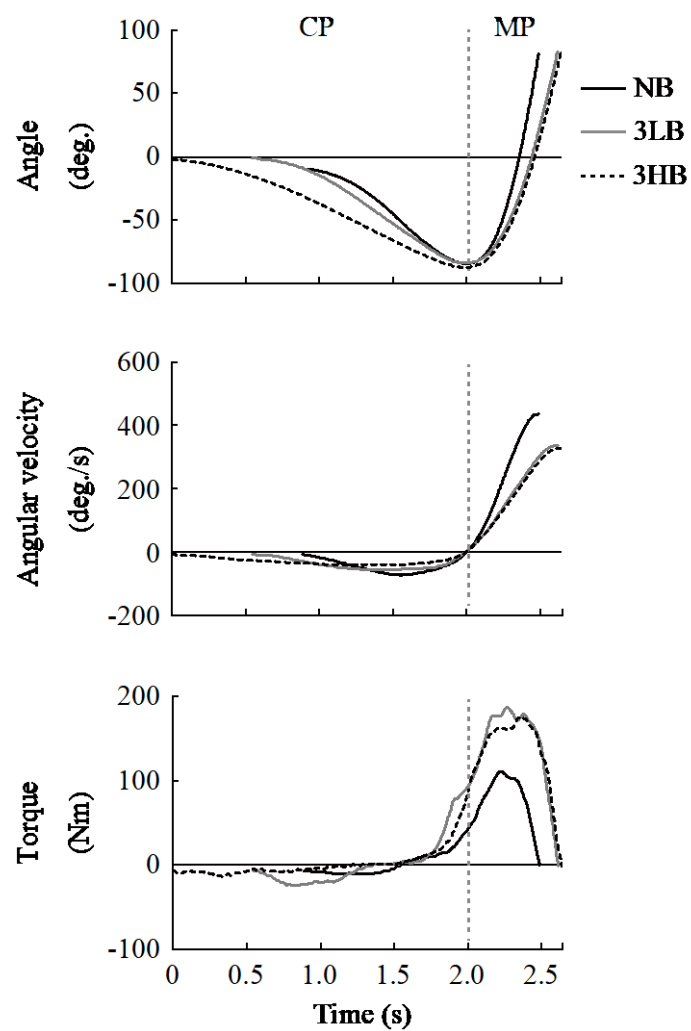 CP MP
100
50
0
-50
-100
Angle
(deg.)
NB
3LB
3HB
600
400
200
0
-200
Angular velocity
(deg./s)
200
100
0
-100
Torque
(Nm)
0 0.5 1.0 1.5 2.0 2.5
Time (s)